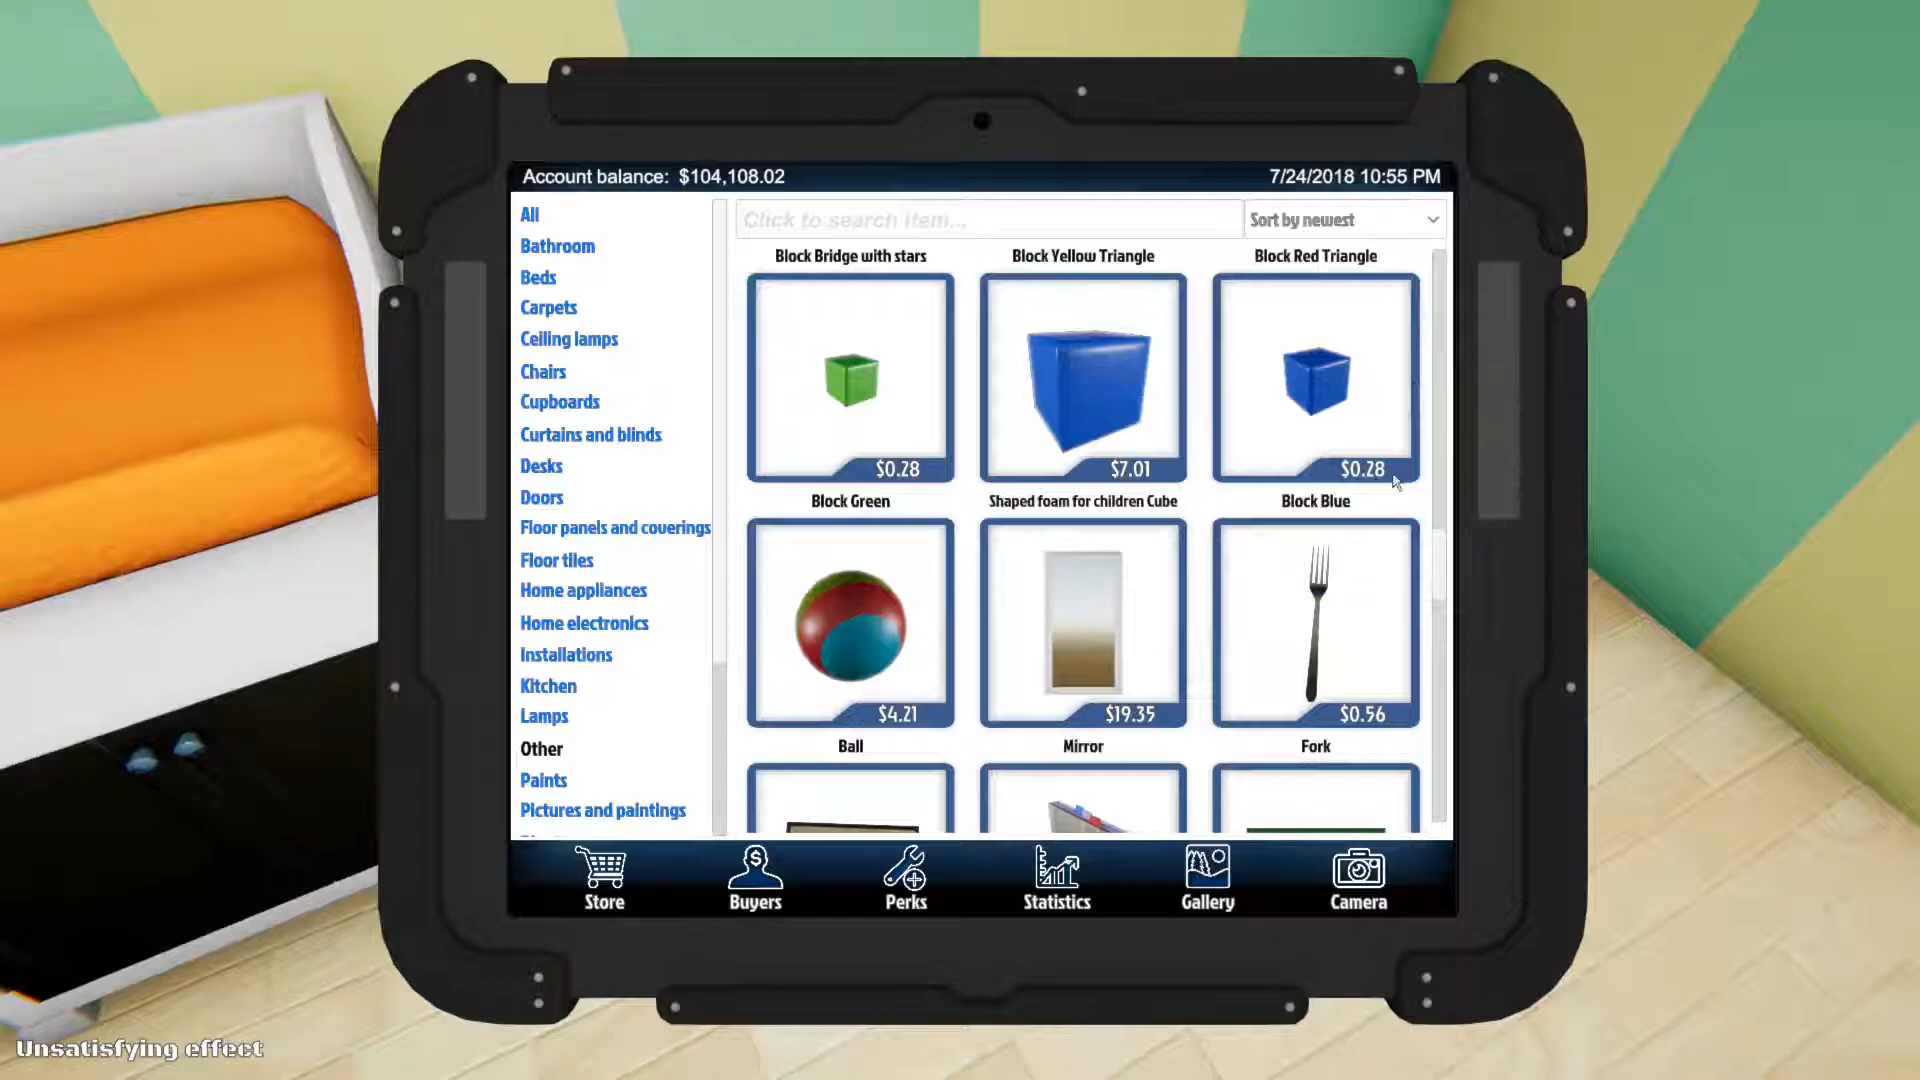 Account balance: $104,108.02
7/24/2018 10:55 PM
All
Bathroom
Beds
Carpets
Ceiling lamps
Chairs
Cupboards
Curtains and blinds
Desks
Doors
Floor panels and coverings
Floor tiles
Home appliances
Home electronics
Installations
Kitchen
Lamps
Other
Paints
Pictures and paintings
Click to search item...
Sort by newest
Block Bridge with stars
Block Yellow Triangle
Block Red Triangle
$0.28
$7.01
$0.28
Block Green
Shaped foam for children Cube
Block Blue
$4.21
$19.35
$0.56
Ball
Mirror
Fork
Store
Buyers
Perks
Statistics
Gallery
Camera
Unsatisfying effect